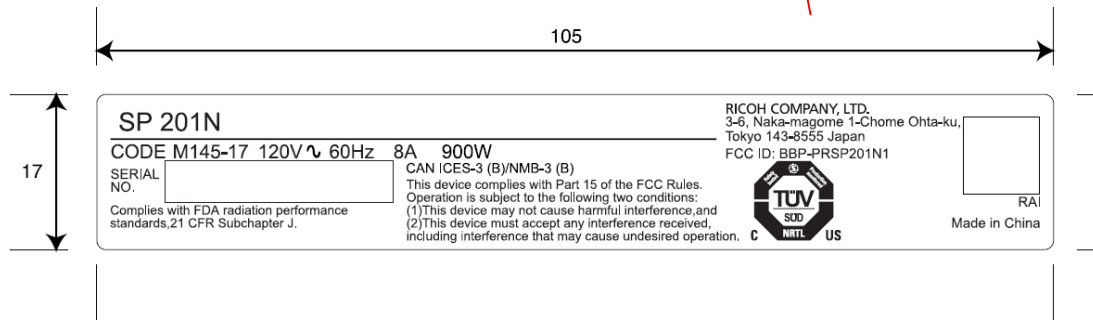 105
17
SP 201N
CODE M145-17 120V∿ 60Hz 8A 900W
SERIAL
NO.
Complies with FDA radiation performance
standards,21 CFR Subchapter J.
CAN ICES-3 (B)/NMB-3 (B)
This device complies with Part 15 of the FCC Rules.
Operation is subject to the following two conditions:
(1)This device may not cause harmful interference,and
(2)This device must accept any interference received,
including interference that may cause undesired operation.
RICOH COMPANY, LTD.
3-6, Naka-magome 1-Chome Ohta-ku,
Tokyo 143-8555 Japan
FCC ID: BBP-PRSP201N1
TÜV
SÜD
C NRTL US
RAI
Made in China